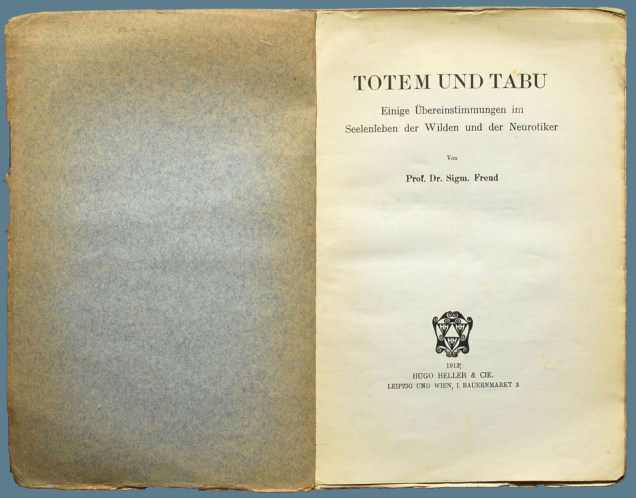 TOTEM UND TABU
Einige Übereinstimmungen im
Seelenleben der Wilden und der Neurotiker
Von
Prof. Dr. Sigm. Freud
1913
HUGO HELLER & CIE.
LEIPZIG UND WIEN, I. BAUERNMARKT 3